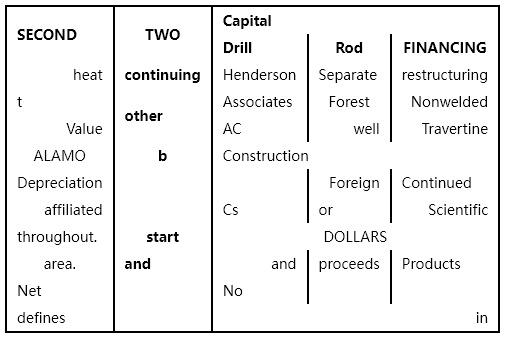 SECOND TWO Capital
Drill Rod FINANCING
heat continuing Henderson Separate restructuring
t other Associates Forest Nonwelded
Value AC well Travertine
ALAMO b Construction
Depreciation Foreign Continued
affiliated Cs or Scientific
throughout. start DOLLARS
area. and and proceeds Products
Net No
defines in